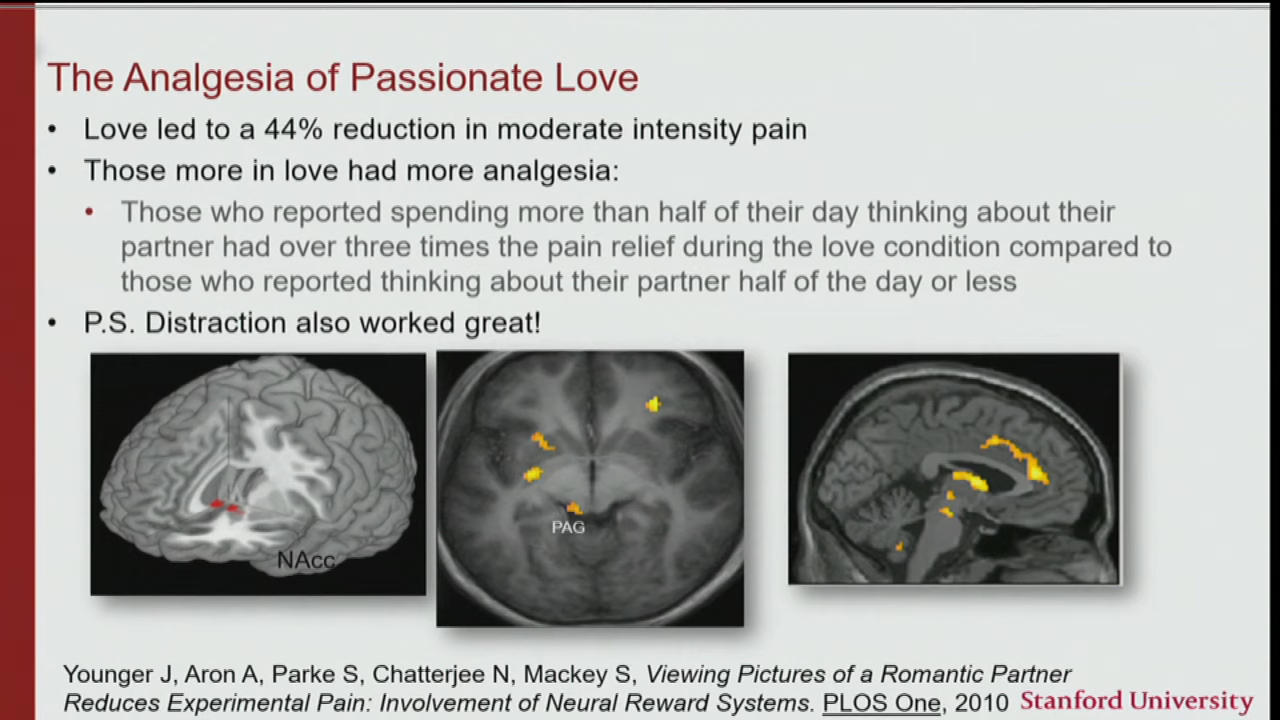 The Analgesia of Passionate Love
• Love led to a 44% reduction in moderate intensity pain
• Those more in love had more analgesia:
• Those who reported spending more than half of their day thinking about their
partner had over three times the pain relief during the love condition compared to
those who reported thinking about their partner half of the day or less
• P.S. Distraction also worked great!
NAcc
PAG
Younger J, Aron A, Parke S, Chatterjee N, Mackey S, Viewing Pictures of a Romantic Partner
Reduces Experimental Pain: Involvement of Neural Reward Systems. PLOS One, 2010
Stanford University